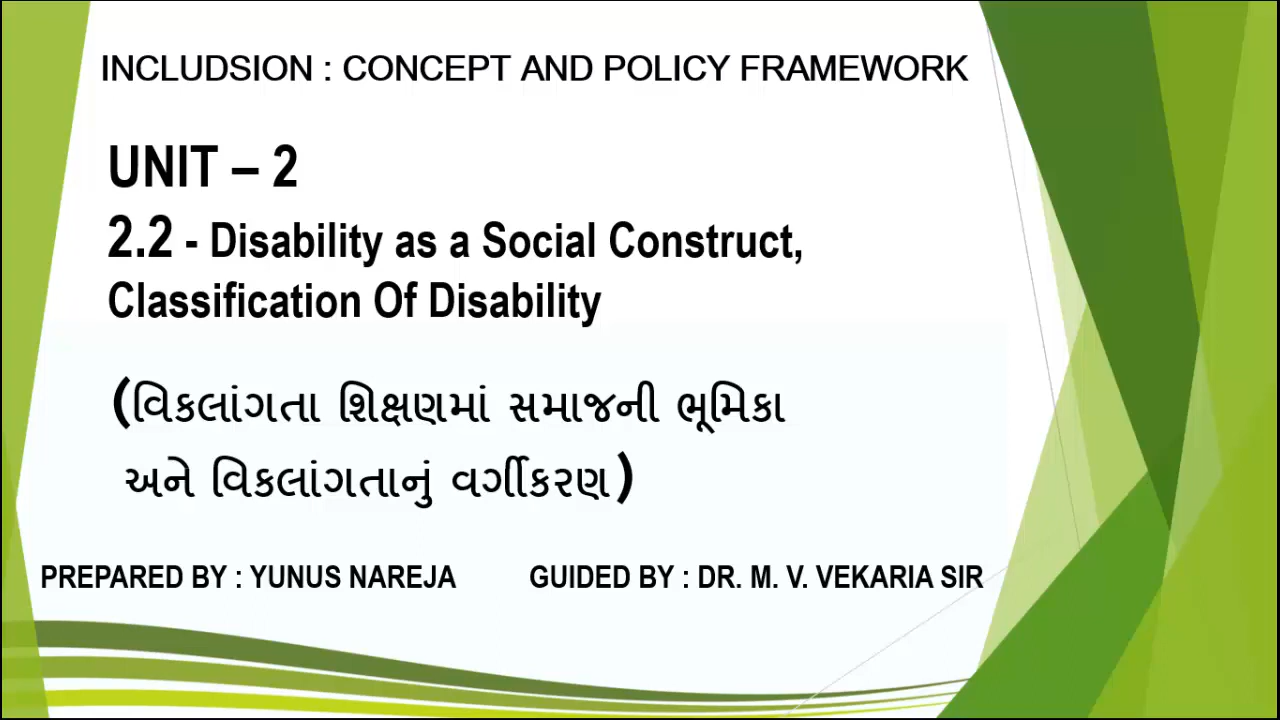 INCLUDSION : CONCEPT AND POLICY FRAMEWORK
UNIT – 2
2.2 - Disability as a Social Construct,
Classification Of Disability
(વિકલાંગતા શિક્ષણમાં સમાજની ભૂમિકા
અને વિકલાંગતાનું વર્ગીકરણ)
PREPARED BY : YUNUS NAREJA GUIDED BY : DR. M. V. VEKARIA SIR